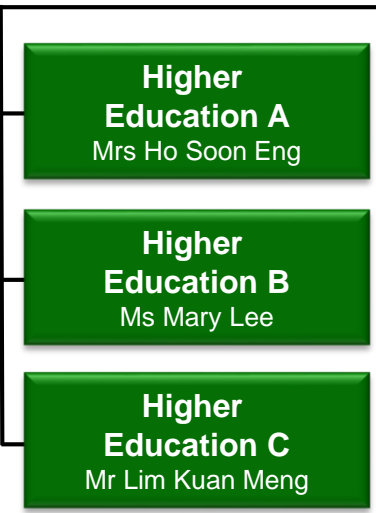 Higher
Education A
Mrs Ho Soon Eng
Higher
Education B
Ms Mary Lee
Higher
Education C
Mr Lim Kuan Meng